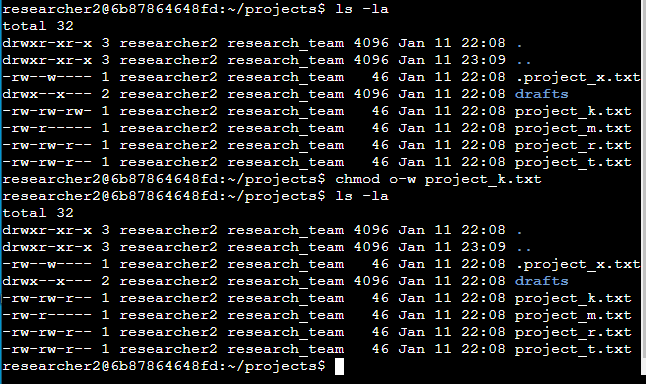 researcher2@6b87864648fd:~/projects$ ls -la
total 32
drwxr-xr-x 3 researcher2 research_team 4096 Jan 11 22:08 .
drwxr-xr-x 3 researcher2 research_team 4096 Jan 11 23:09 ..
-rw--w---- 1 researcher2 research_team   46 Jan 11 22:08 .project_x.txt
drwx--x--- 2 researcher2 research_team 4096 Jan 11 22:08 drafts
-rw-rw-rw- 1 researcher2 research_team   46 Jan 11 22:08 project_k.txt
-rw-r----- 1 researcher2 research_team   46 Jan 11 22:08 project_m.txt
-rw-rw-r-- 1 researcher2 research_team   46 Jan 11 22:08 project_r.txt
-rw-rw-r-- 1 researcher2 research_team   46 Jan 11 22:08 project_t.txt
researcher2@6b87864648fd:~/projects$ chmod o-w project_k.txt
researcher2@6b87864648fd:~/projects$ ls -la
total 32
drwxr-xr-x 3 researcher2 research_team 4096 Jan 11 22:08 .
drwxr-xr-x 3 researcher2 research_team 4096 Jan 11 23:09 ..
-rw--w---- 1 researcher2 research_team   46 Jan 11 22:08 .project_x.txt
drwx--x--- 2 researcher2 research_team 4096 Jan 11 22:08 drafts
-rw-rw-r-- 1 researcher2 research_team   46 Jan 11 22:08 project_k.txt
-rw-r----- 1 researcher2 research_team   46 Jan 11 22:08 project_m.txt
-rw-rw-r-- 1 researcher2 research_team   46 Jan 11 22:08 project_r.txt
-rw-rw-r-- 1 researcher2 research_team   46 Jan 11 22:08 project_t.txt
researcher2@6b87864648fd:~/projects$